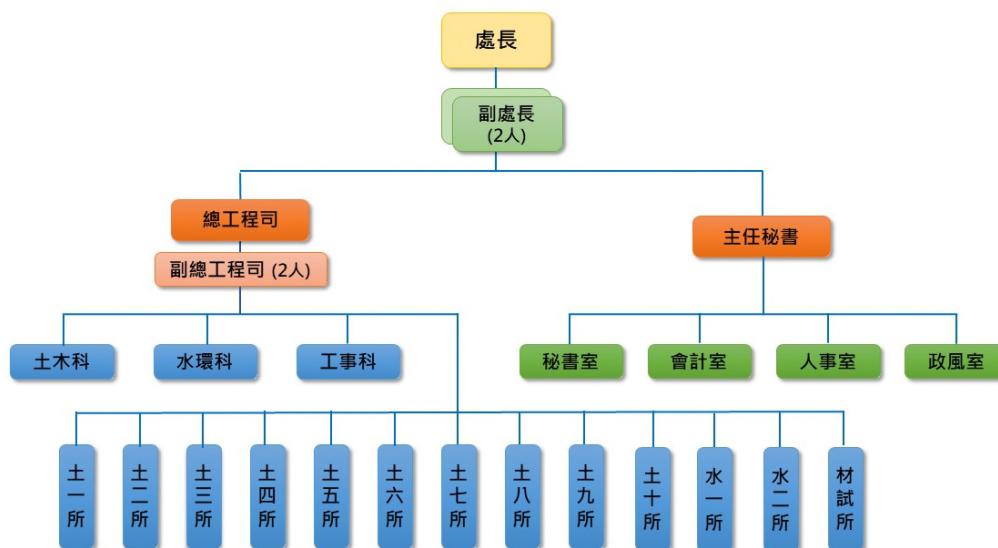 處長
副處長
(2人)
總工程司
主任秘書
副總工程司 (2人)
土木科
水環科
工事科
秘書室
會計室
人事室
政風室
土一所
土二所
土三所
土四所
土五所
土六所
土七所
土八所
土九所
土十所
水一所
水二所
材試所